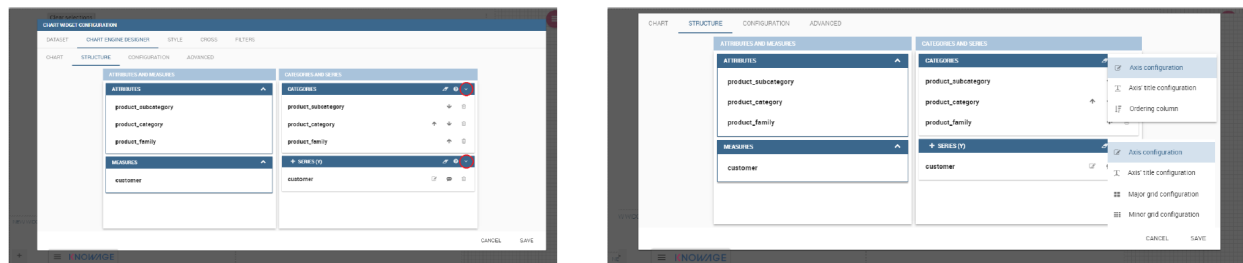 CHART WIDGET CONFIGURATION
DATASET CHART ENGINE DESIGNER STYLE CROSS FILTERS
CHART STRUCTURE CONFIGURATION ADVANCED
ATTRIBUTES AND MEASURES CATEGORIES AND SERIES
ATTRIBUTES CATEGORIES
product_subcategory product_subcategory
product_category product_category
product_family product_family
MEASURES + SERIES (Y)
customer customer
CANCEL SAVE
KNOWAGE
CHART STRUCTURE CONFIGURATION ADVANCED
ATTRIBUTES AND MEASURES CATEGORIES AND SERIES
ATTRIBUTES CATEGORIES
Axis configuration
product_subcategory product_subcategory
Axis' title configuration
product_category product_category
Ordering column
product_family product_family
MEASURES + SERIES (Y)
Axis configuration
customer customer
Axis' title configuration
Major grid configuration
Minor grid configuration
CANCEL SAVE
KNOWAGE